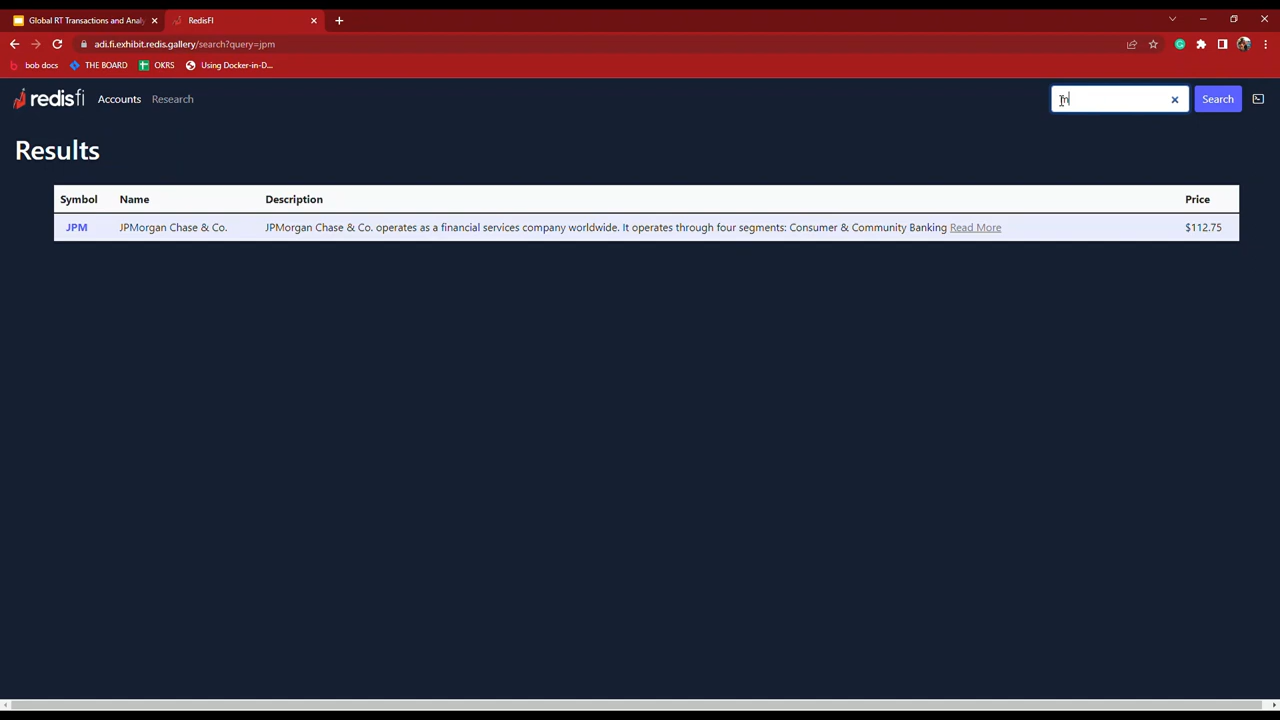 Global RT Transactions and Analy
RedisFI
adi.fi.exhibit.redis.gallery/search?query=jpm
bob docs
THE BOARD
OKRS
Using Docker-in-D...
redisfi
Accounts
Research
Search
Results
Symbol Name Description Price
JPM JPMorgan Chase & Co. JPMorgan Chase & Co. operates as a financial services company worldwide. It operates through four segments: Consumer & Community Banking Read More $112.75